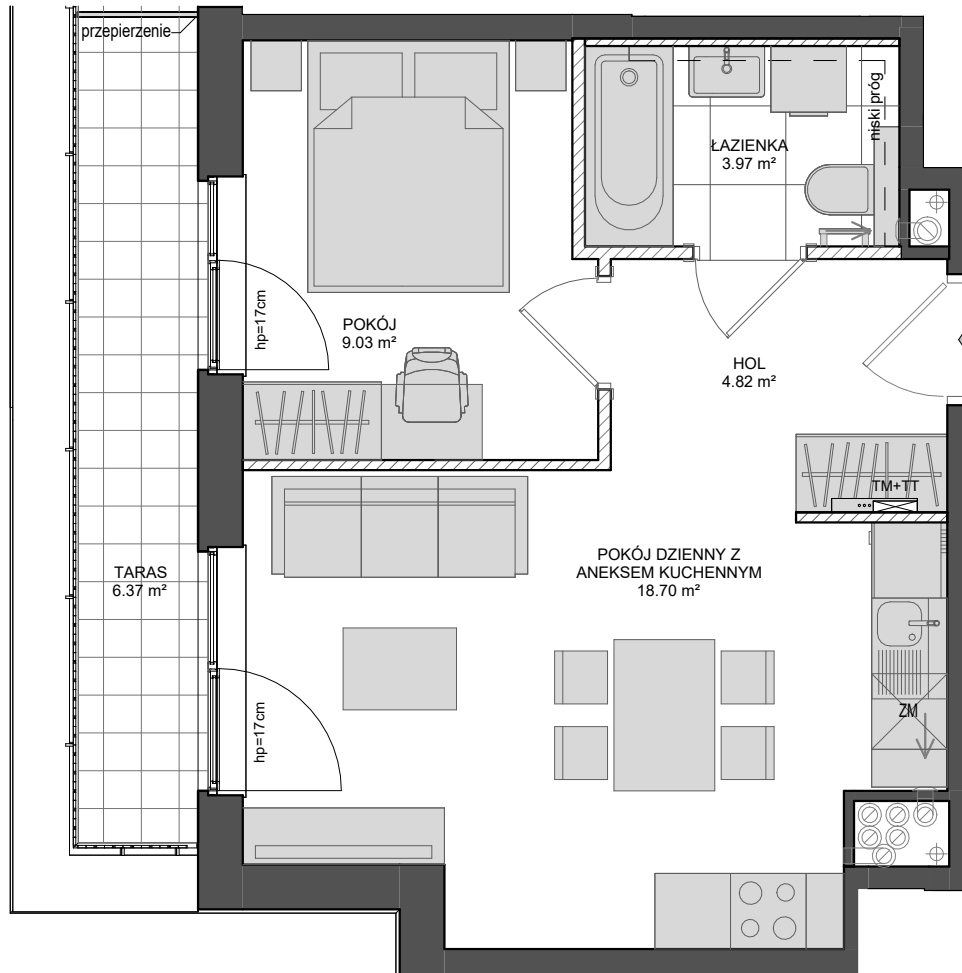 przepierzenie
niski próg
ŁAZIENKA
3.97 m²
hp=17cm
POKÓJ
9.03 m²
HOL
4.82 m²
TM+TT
TARAS
6.37 m²
POKÓJ DZIENNY Z
ANEKSEM KUCHENNYM
18.70 m²
hp=17cm
ZM